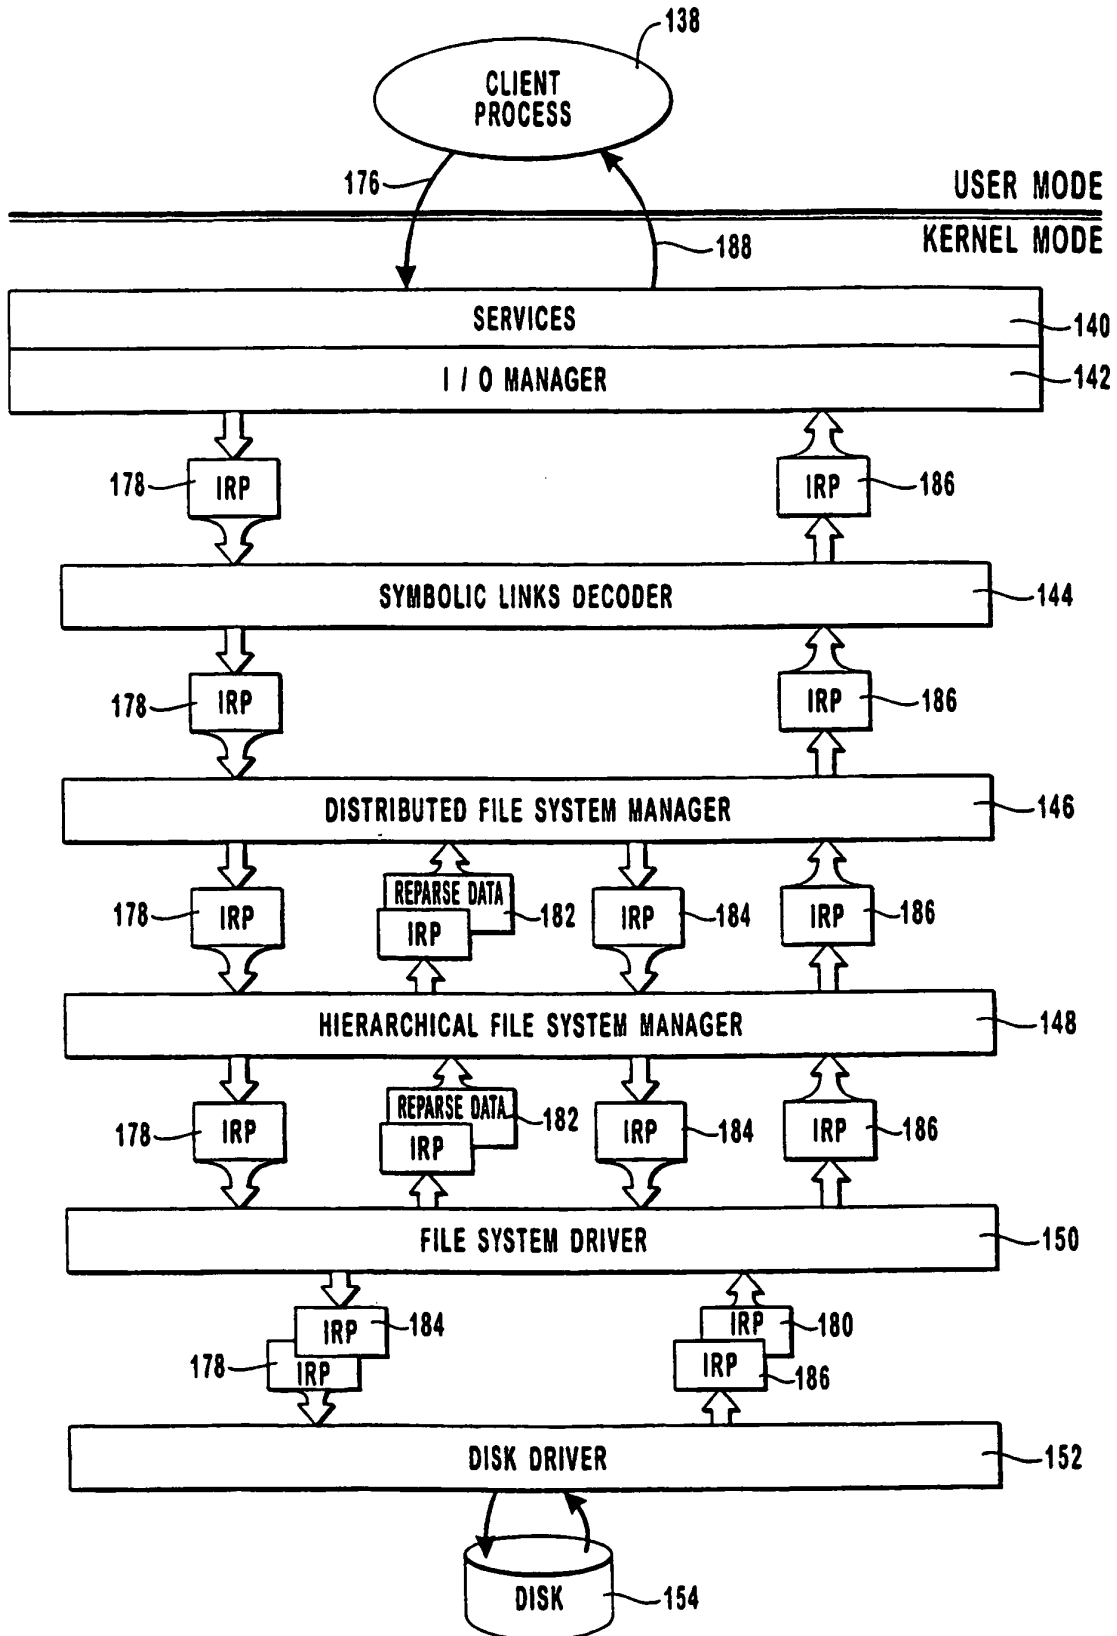 138
CLIENT
PROCESS
176
USER MODE
KERNEL MODE
188
SERVICES
140
I / O MANAGER
142
178
IRP
IRP
186
SYMBOLIC LINKS DECODER
144
178
IRP
IRP
186
DISTRIBUTED FILE SYSTEM MANAGER
146
178
IRP
REPARSE DATA
IRP
182
IRP
184
IRP
186
HIERARCHICAL FILE SYSTEM MANAGER
148
178
IRP
REPARSE DATA
IRP
182
IRP
184
IRP
186
FILE SYSTEM DRIVER
150
IRP
184
IRP
180
178
IRP
IRP
186
DISK DRIVER
152
DISK
154